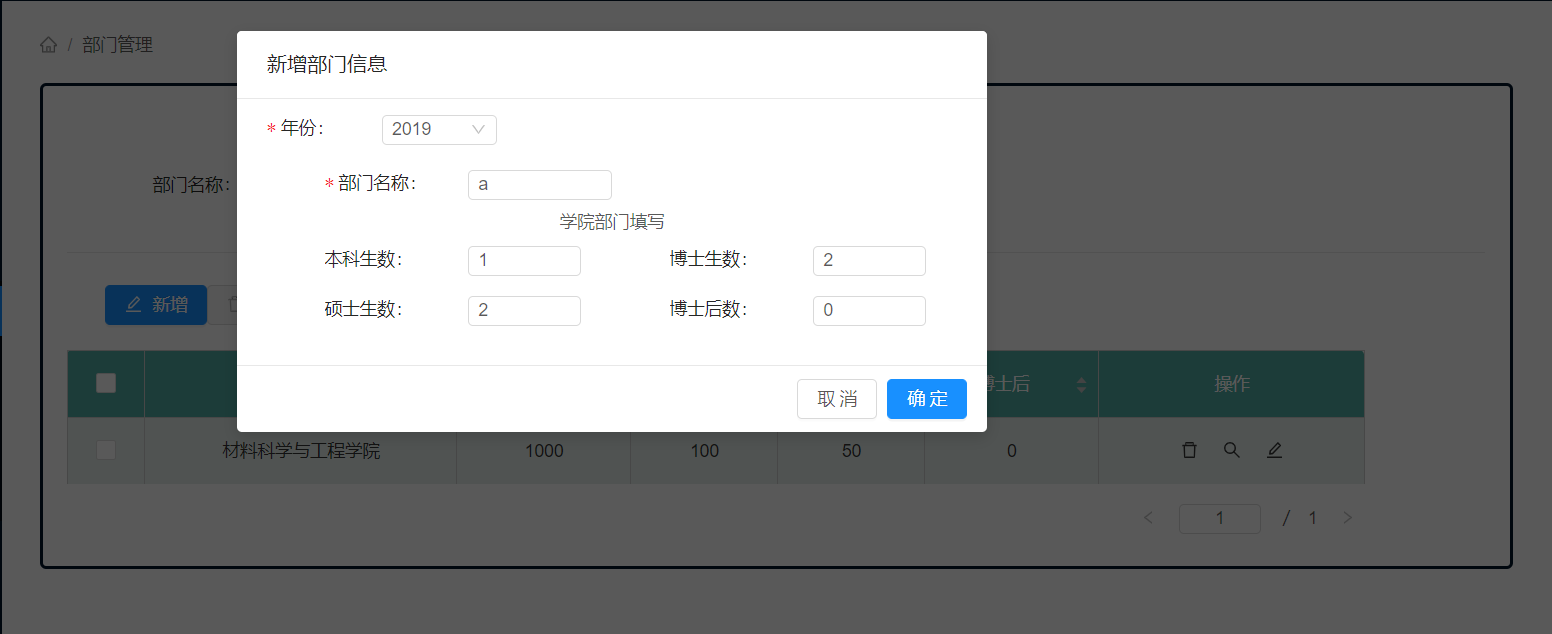 / 部门管理
新增部门信息
* 年份：
2019
部门名称：
* 部门名称：
a
学院部门填写
本科生数：
1
博士生数：
2
硕士生数：
2
博士后数：
0
新增
取 消
确 定
博士后
操作
材料科学与工程学院
1000
100
50
0
< 1 / 1 >